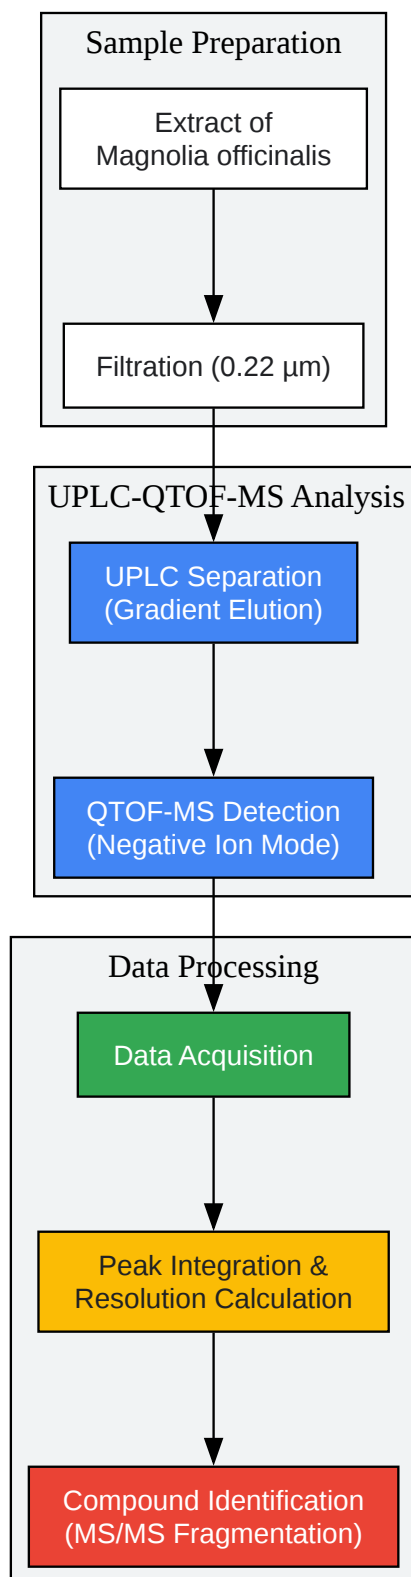 Sample Preparation
Extract of
Magnolia officinalis
Filtration (0.22 µm)
UPLC-QTOF-MS Analysis
UPLC Separation
(Gradient Elution)
QTOF-MS Detection
(Negative Ion Mode)
Data Processing
Data Acquisition
Peak Integration &
Resolution Calculation
Compound Identification
(MS/MS Fragmentation)